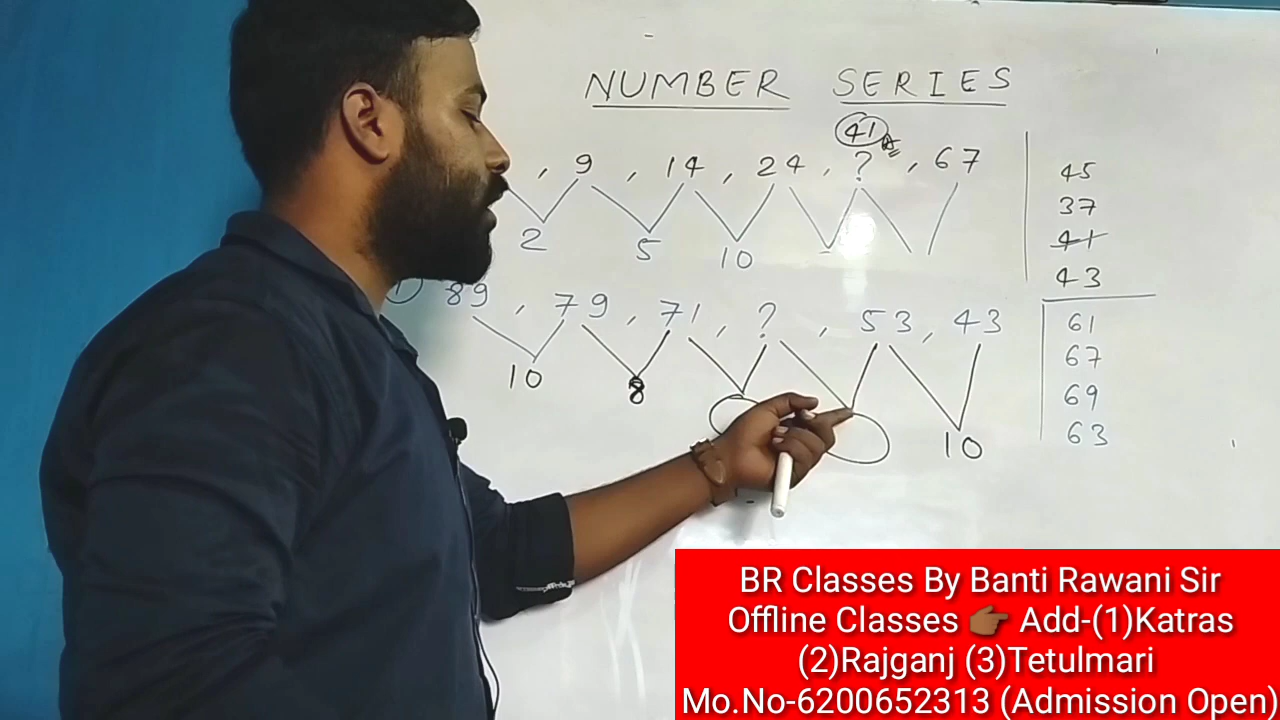 NUMBER SERIES
41
, 9 , 14 , 24 , ? , 67
2 5 10
45
37
41
43
1 89 , 79 , 71 , ? , 53 , 43
10 8 10
61
67
69
63
BR Classes By Banti Rawani Sir
Offline Classes 👉🏾 Add-(1)Katras
(2)Rajganj (3)Tetulmari
Mo.No-6200652313 (Admission Open)